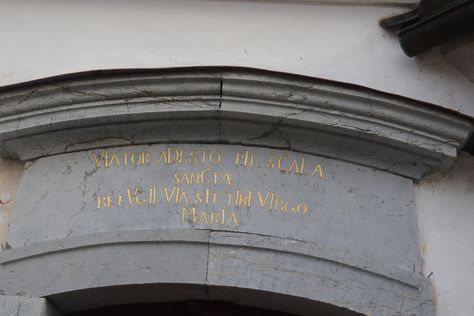 VIATOR ADESTO HIC SCALA
SANCTA
REFVGII VIA SIT TIBI VIRGO
MARIA